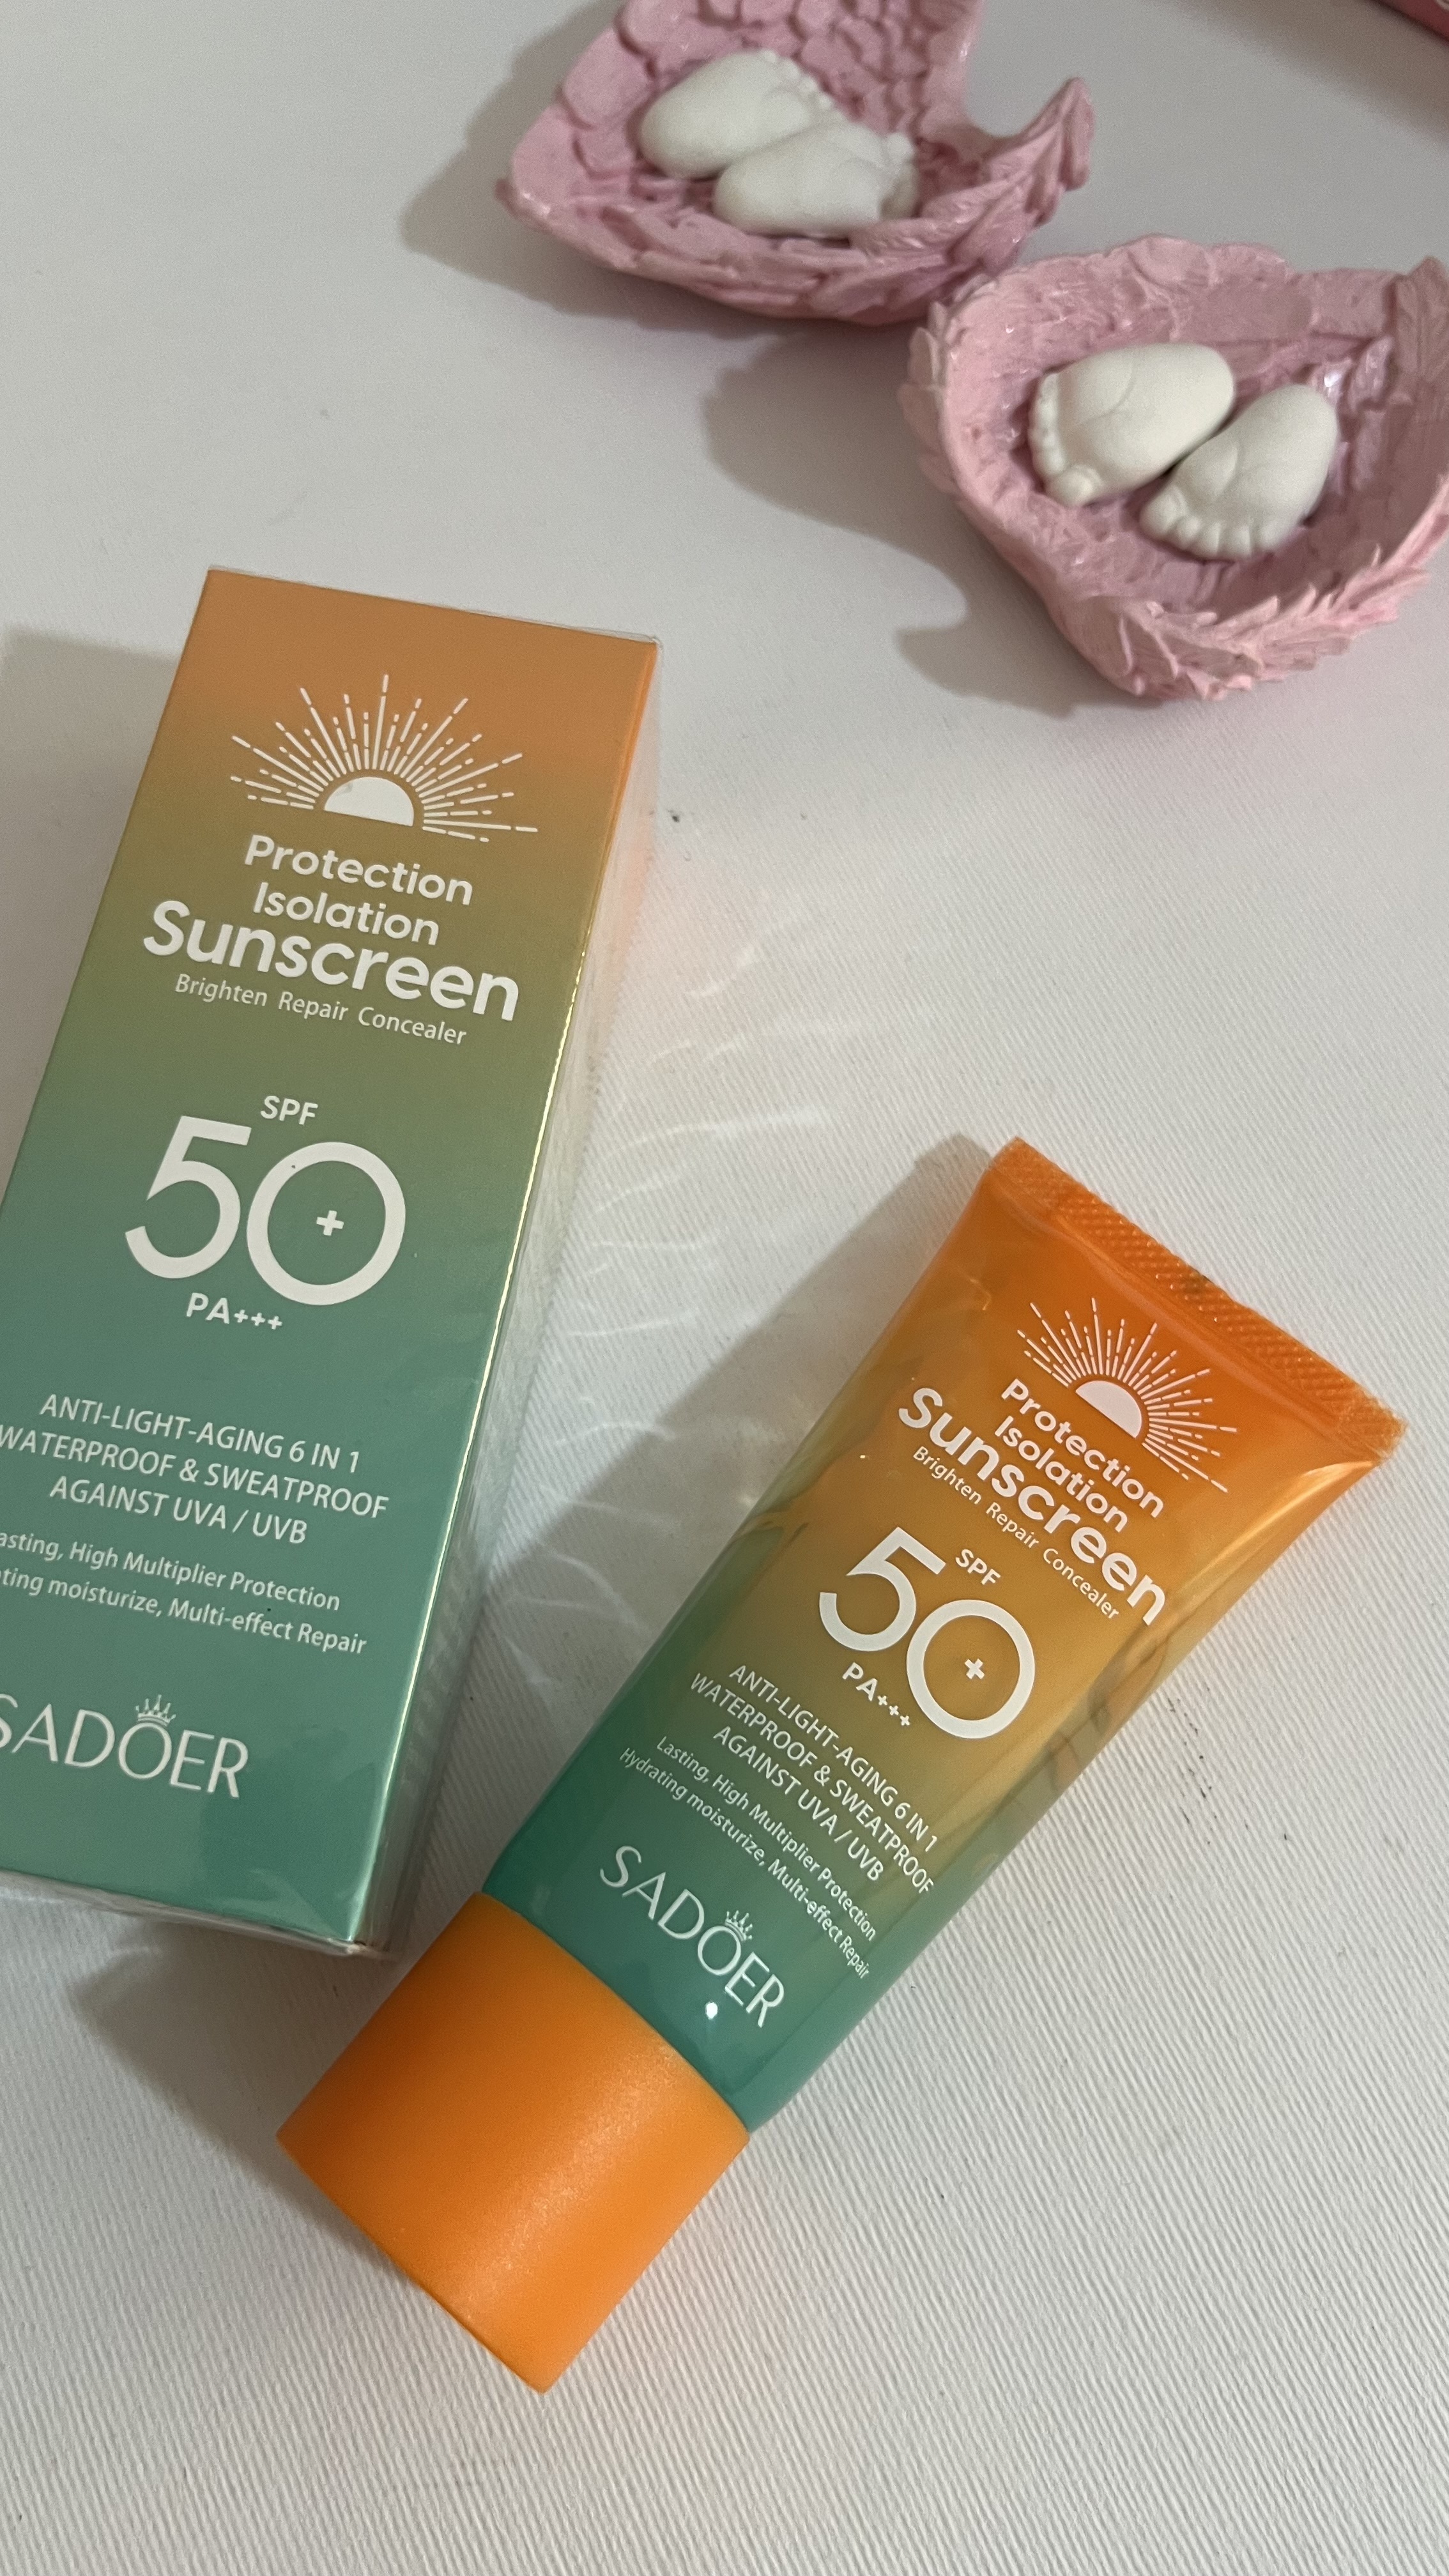 Protection
Isolation
Sunscreen
Brighten Repair Concealer
SPF
50+
PA+++
ANTI-LIGHT-AGING 6 IN 1
WATERPROOF & SWEATPROOF
AGAINST UVA / UVB
High Multiplier Protection
moisturize, Multi-effect Repair
SADOER
Protection
Isolation
Sunscreen
Brighten Repair Concealer
SPF
50+
PA+++
ANTI-LIGHT-AGING 6 IN 1
WATERPROOF & SWEATPROOF
AGAINST UVA / UVB
Lasting, High Multiplier Protection
Hydrating moisturize, Multi-effect Repair
SADOER